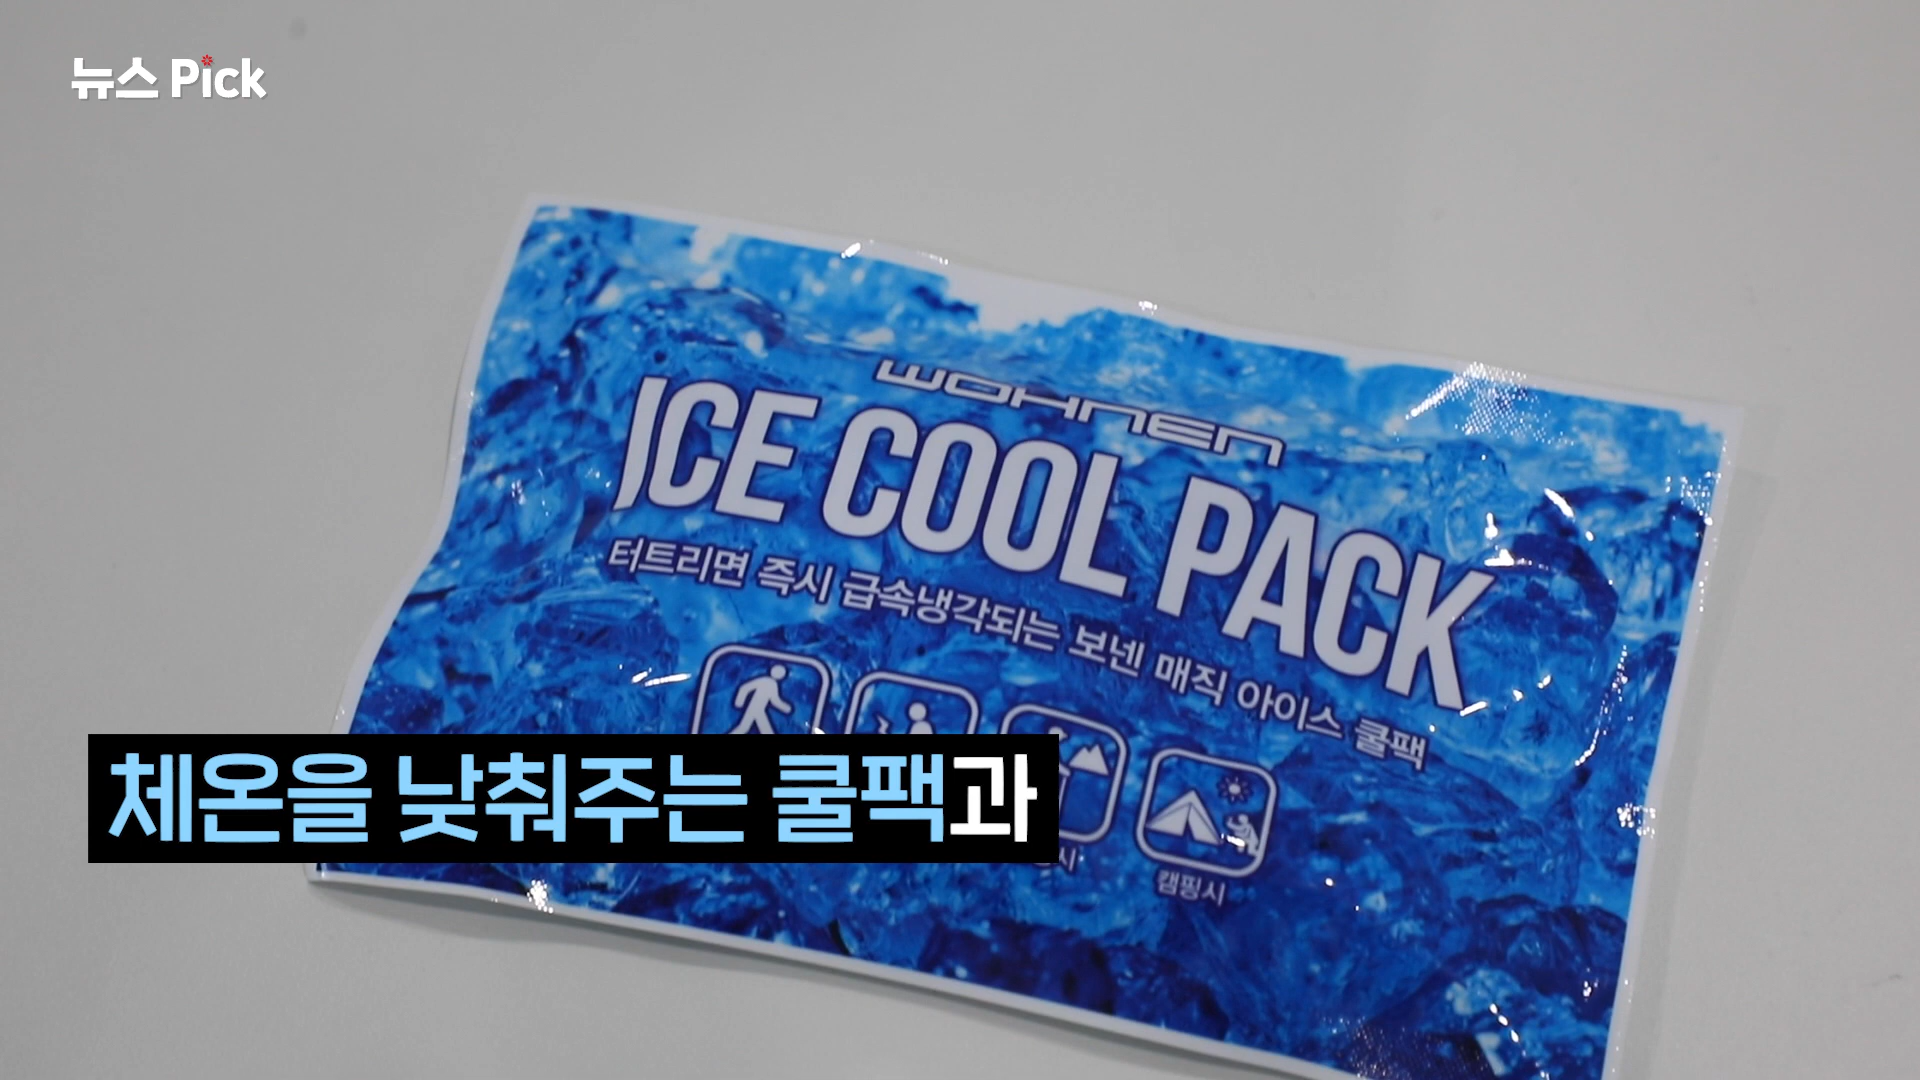 뉴스 Pick
WOHNEN
ICE COOL PACK
터트리면 즉시 급속냉각되는 보넨 매직 아이스 쿨팩
체온을 낮춰주는 쿨팩과
캠핑시